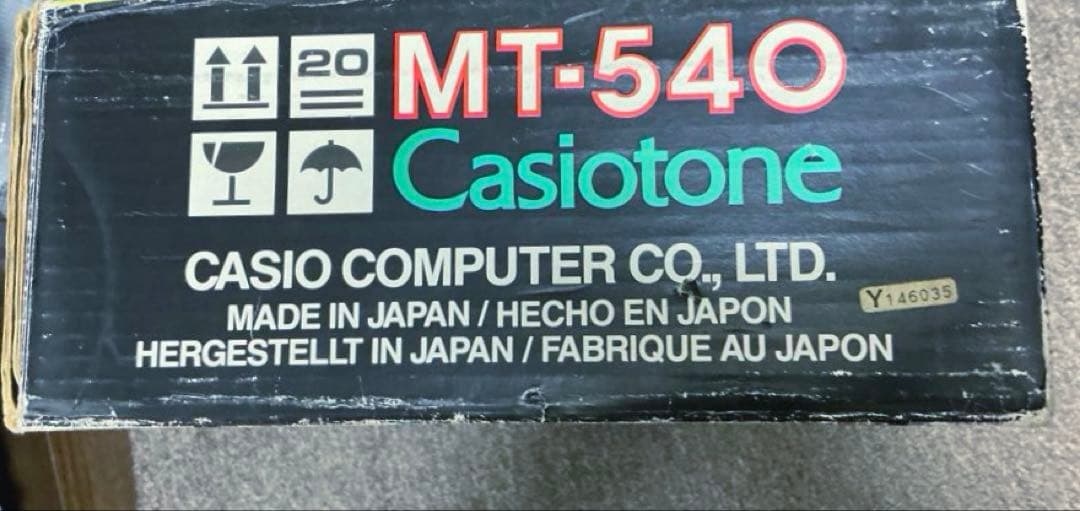 20
MT-540
Casiotone
CASIO COMPUTER CO., LTD.
MADE IN JAPAN / HECHO EN JAPON
Y146035
HERGESTELLT IN JAPAN / FABRIQUE AU JAPON